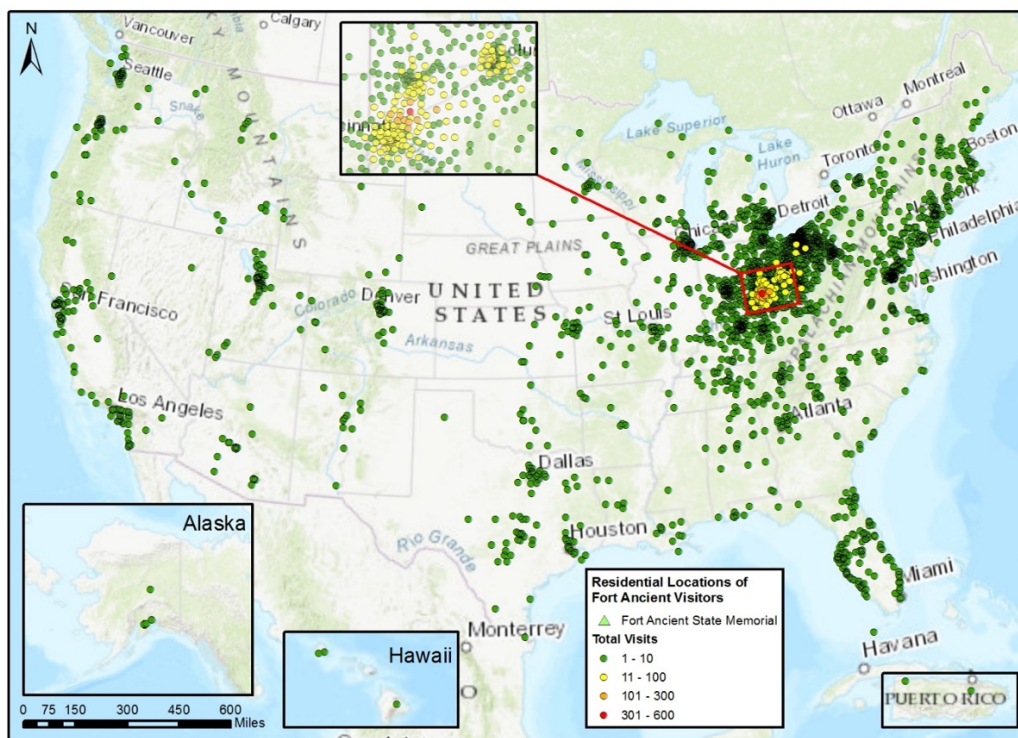 N
Vancouver
Calgary
Seattle
Snake
MOUNTAINS
Lake Superior
Lake
Huron
Ottawa
Montreal
Toronto
Boston
Mississippi
Chicago
Detroit
Philadelphia
Washington
GREAT PLAINS
APPALACHIAN MOUNTAINS
San Francisco
Colorado
Denver
UNITED
STATES
St Louis
Arkansas
Los Angeles
Atlanta
Dallas
Houston
Rio Grande
Miami
Monterrey
Havana
Alaska
Hawaii
PUERTO RICO
0 75 150 300 450 600
Miles
Residential Locations of
Fort Ancient Visitors
Fort Ancient State Memorial
Total Visits
1 - 10
11 - 100
101 - 300
301 - 600